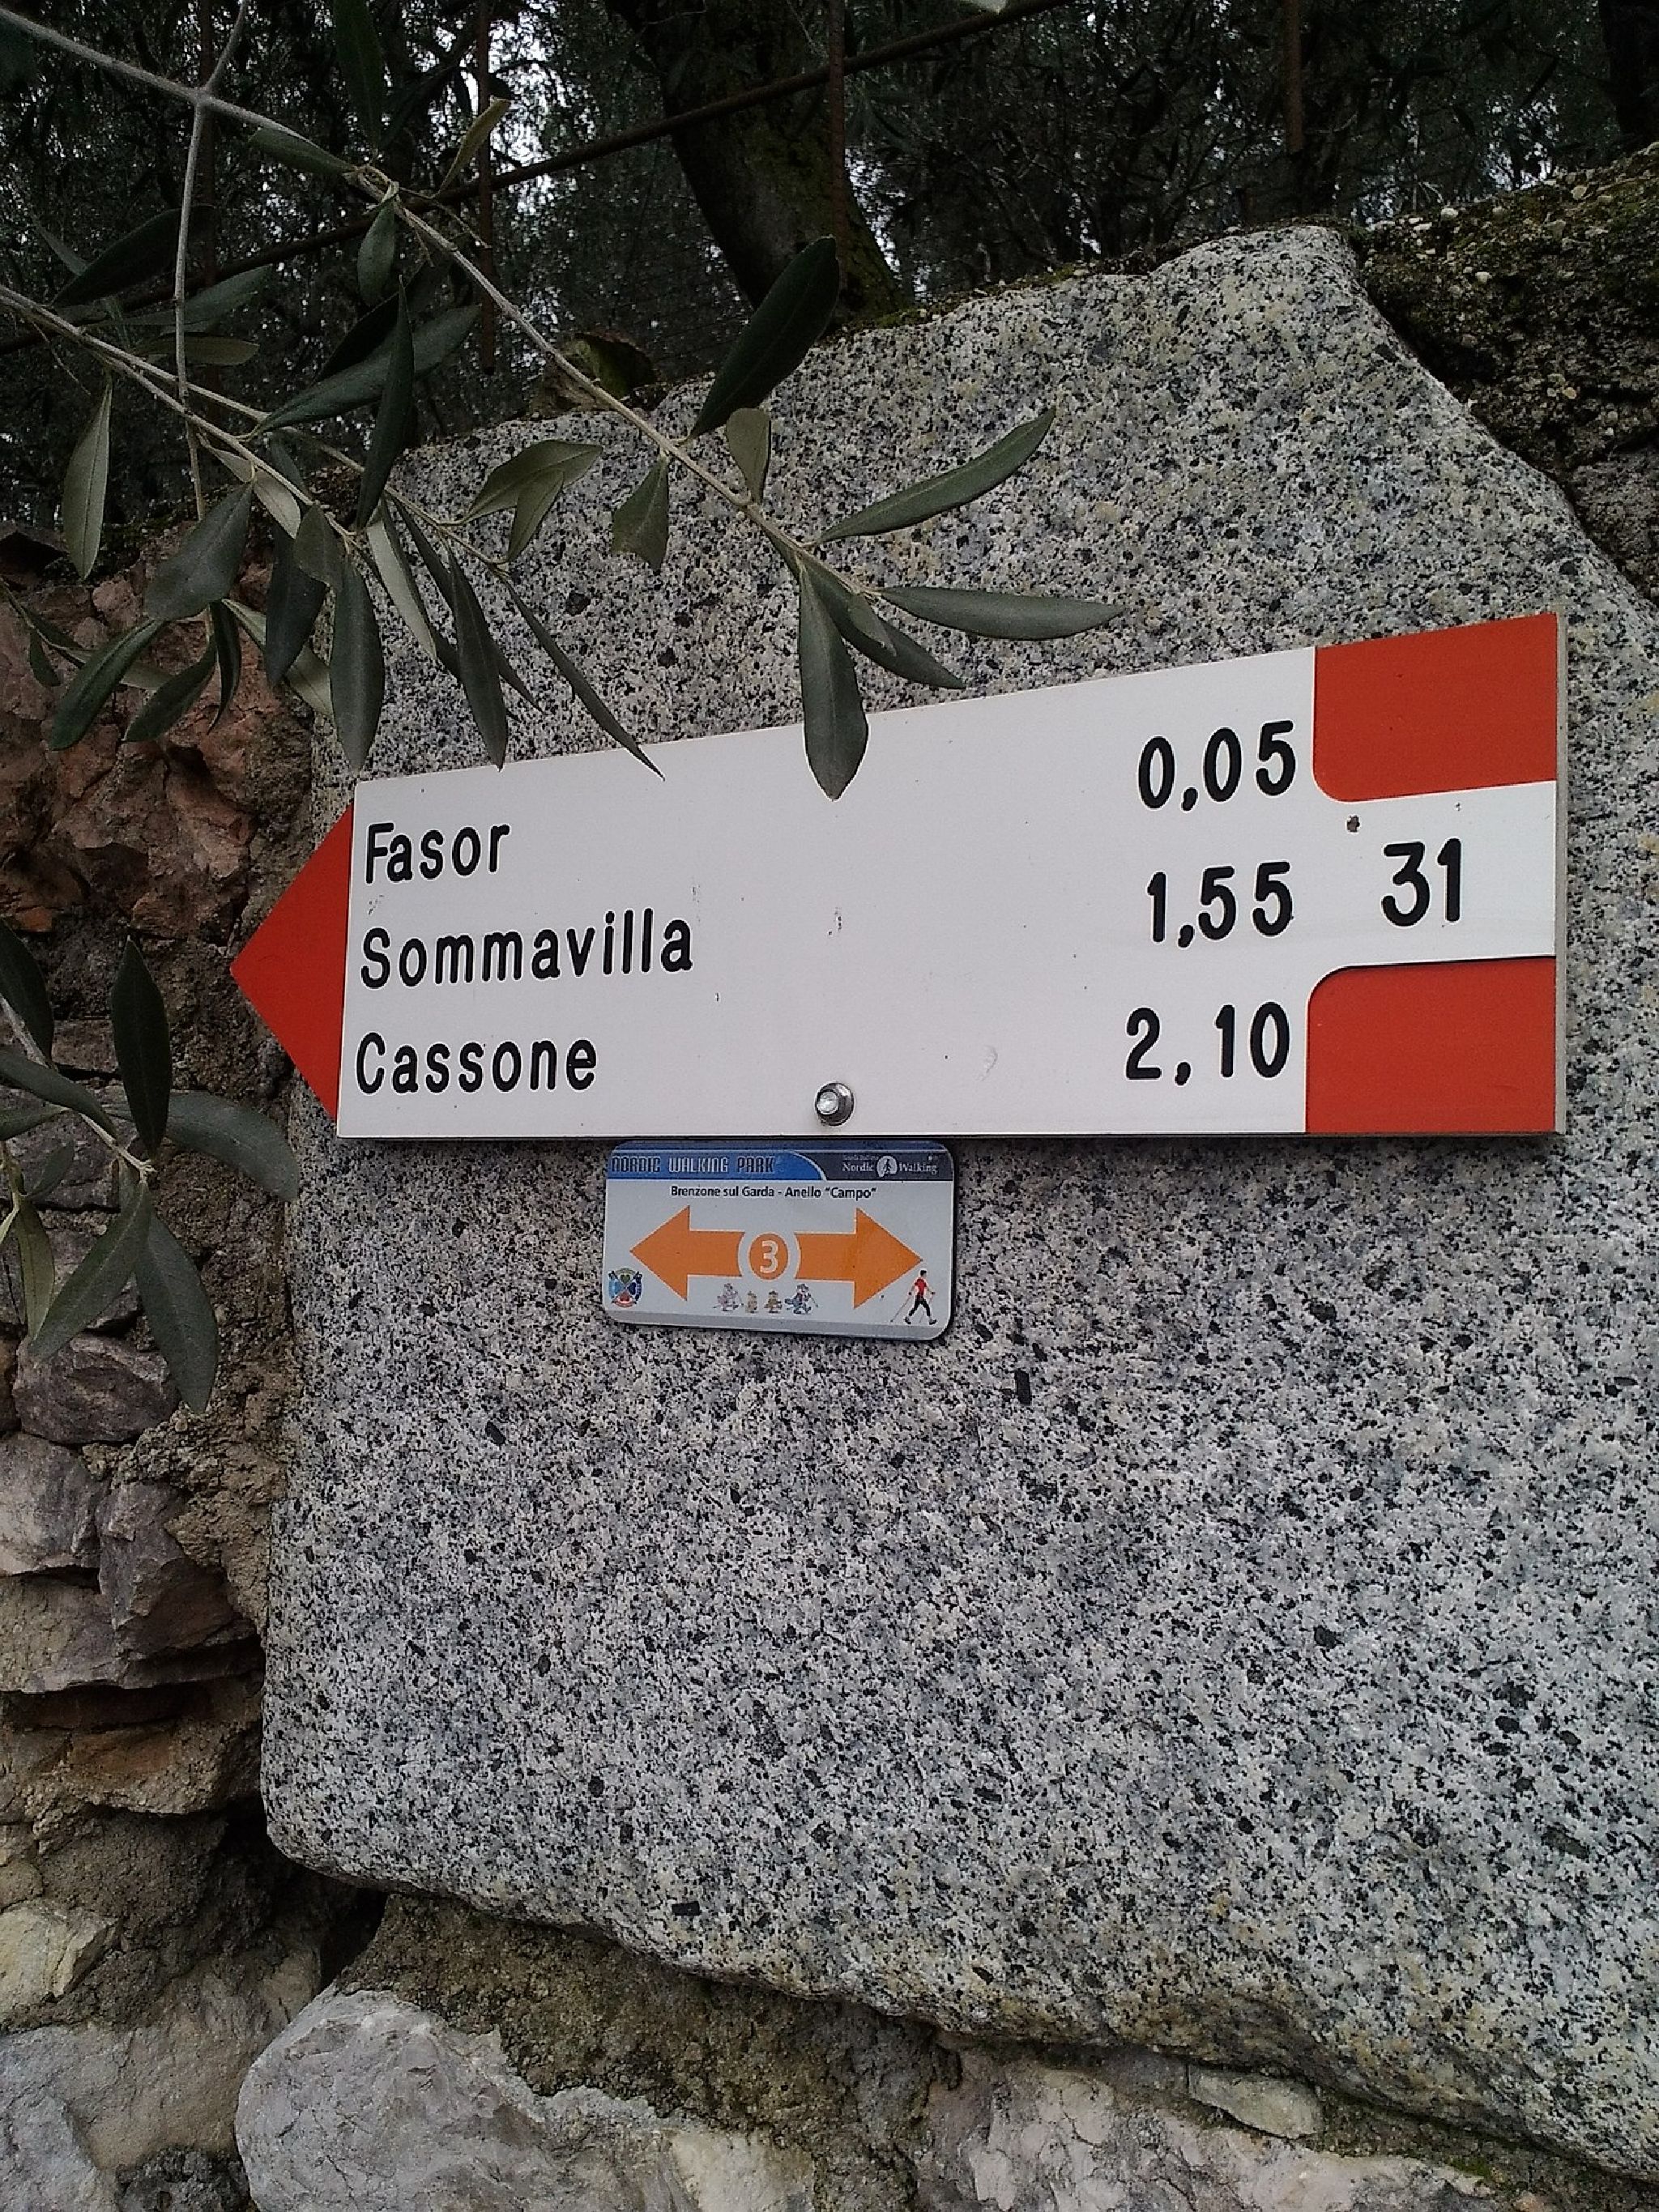 Fasor 0,05
Sommavilla 1,55
Cassone 2,10
31
NORDIC WALKING PARK
Nordic Walking
Brenzone sul Garda - Anello "Campo"
3